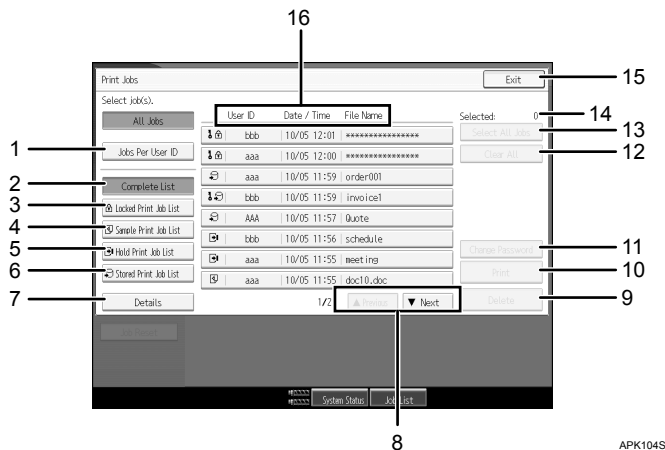 16
Print Jobs
Exit
15
Select job(s).
All Jobs
User ID Date / Time File Name
Selected: 0
14
Select All Jobs
13
bbb 10/05 12:01 ****************
1
Jobs Per User ID
aaa 10/05 12:00 ****************
Clear All
12
2
Complete List
aaa 10/05 11:59 order001
3
Locked Print Job List
bbb 10/05 11:59 invoice1
4
Sample Print Job List
AAA 10/05 11:57 Quote
5
Hold Print Job List
bbb 10/05 11:56 schedule
Change Password
11
6
Stored Print Job List
aaa 10/05 11:55 meeting
Print
10
aaa 10/05 11:55 doc10.doc
7
Details
1/2
▲ Previous
▼ Next
Delete
9
Job Reset
System Status
Job List
8
APK104S